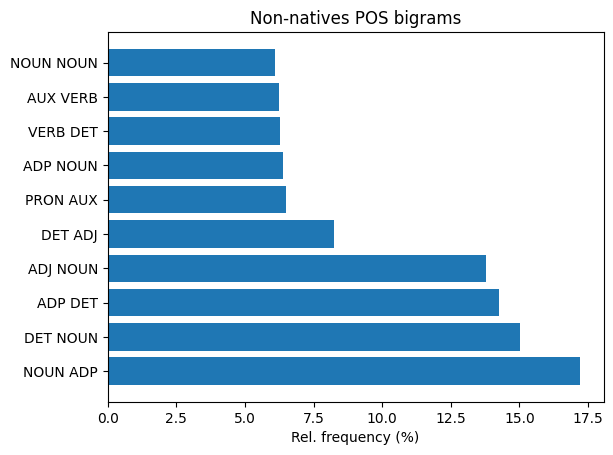 Non-natives POS bigrams
NOUN NOUN
AUX VERB
VERB DET
ADP NOUN
PRON AUX
DET ADJ
ADJ NOUN
ADP DET
DET NOUN
NOUN ADP
0.0 2.5 5.0 7.5 10.0 12.5 15.0 17.5
Rel. frequency (%)